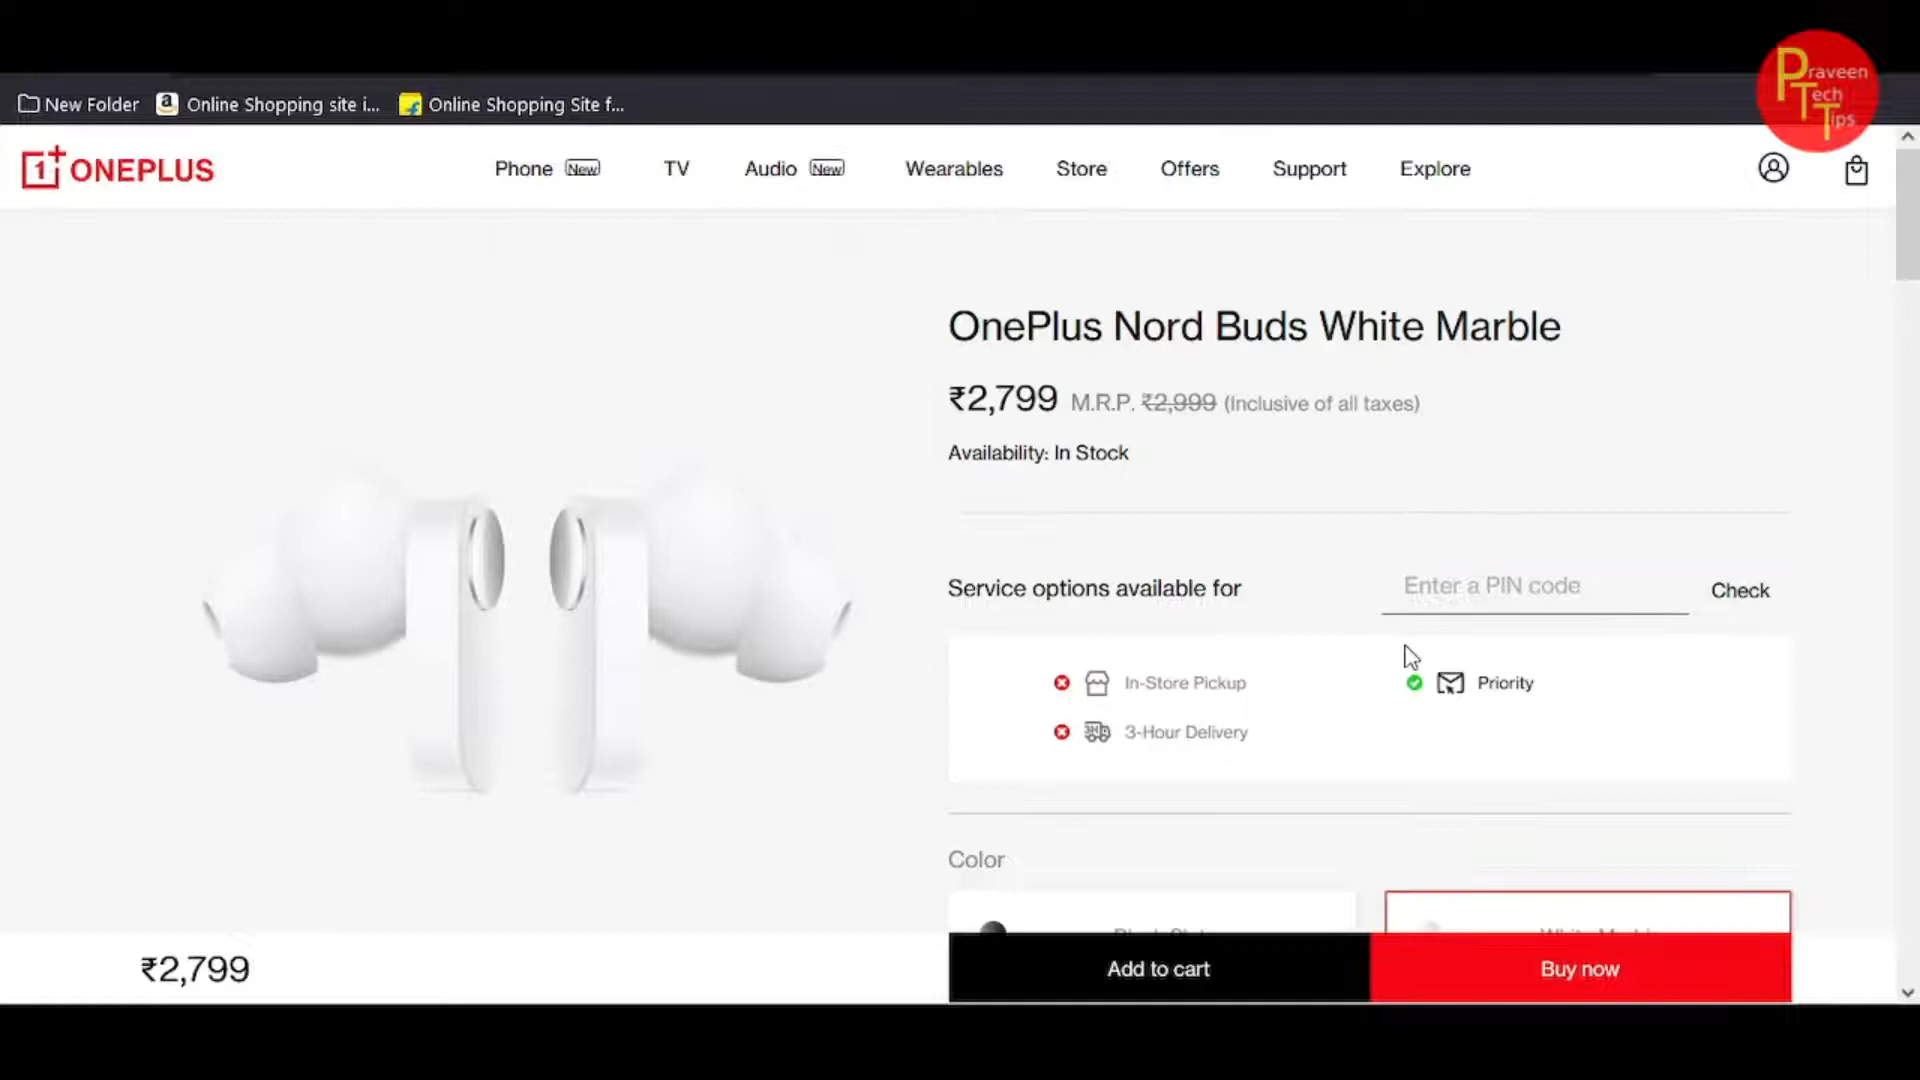 Praveen
Tech
Tips
New Folder
Online Shopping site i...
Online Shopping Site f...
1+ ONEPLUS
Phone New
TV
Audio New
Wearables
Store
Offers
Support
Explore
OnePlus Nord Buds White Marble
₹2,799 M.R.P. ₹2,999 (Inclusive of all taxes)
Availability: In Stock
Service options available for
Enter a PIN code
Check
In-Store Pickup
Priority
3-Hour Delivery
Color
₹2,799
Add to cart
Buy now